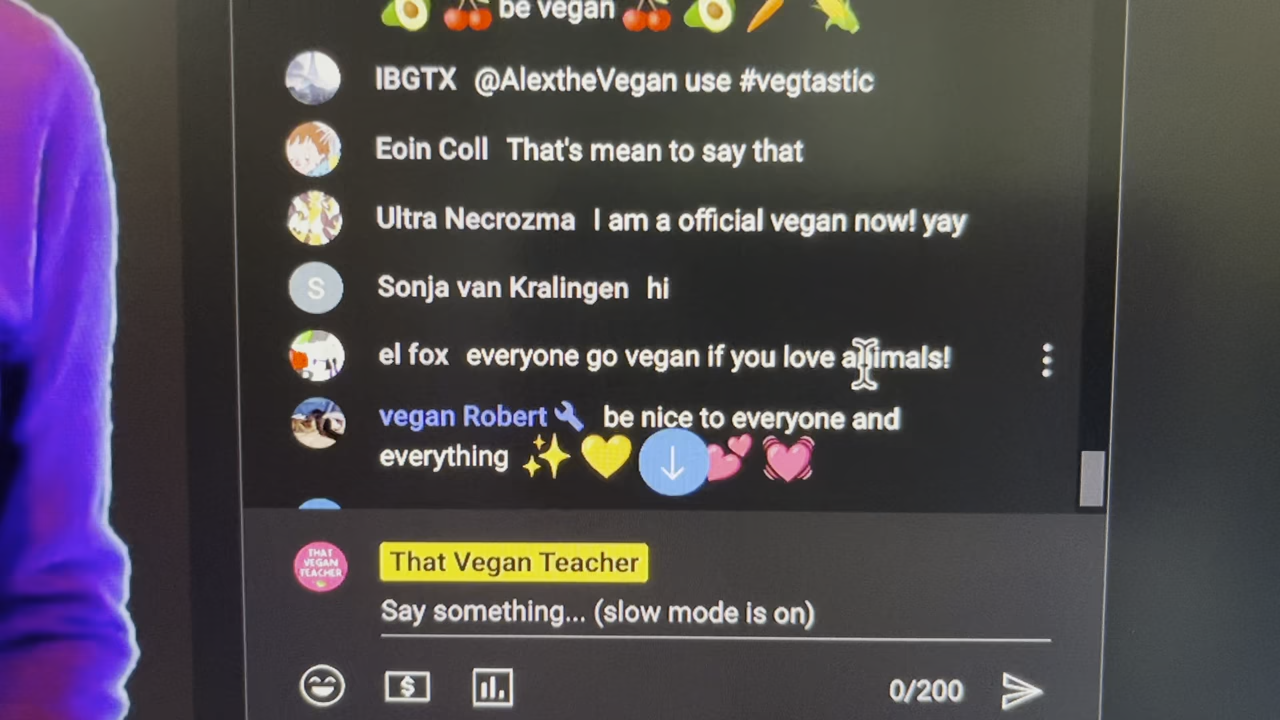 be vegan
IBGTX @AlextheVegan use #vegtastic
Eoin Coll That's mean to say that
Ultra Necrozma I am a official vegan now! yay
S
Sonja van Kralingen hi
el fox everyone go vegan if you love animals!
vegan Robert be nice to everyone and
everything
THAT
VEGAN
TEACHER
That Vegan Teacher
Say something... (slow mode is on)
0/200